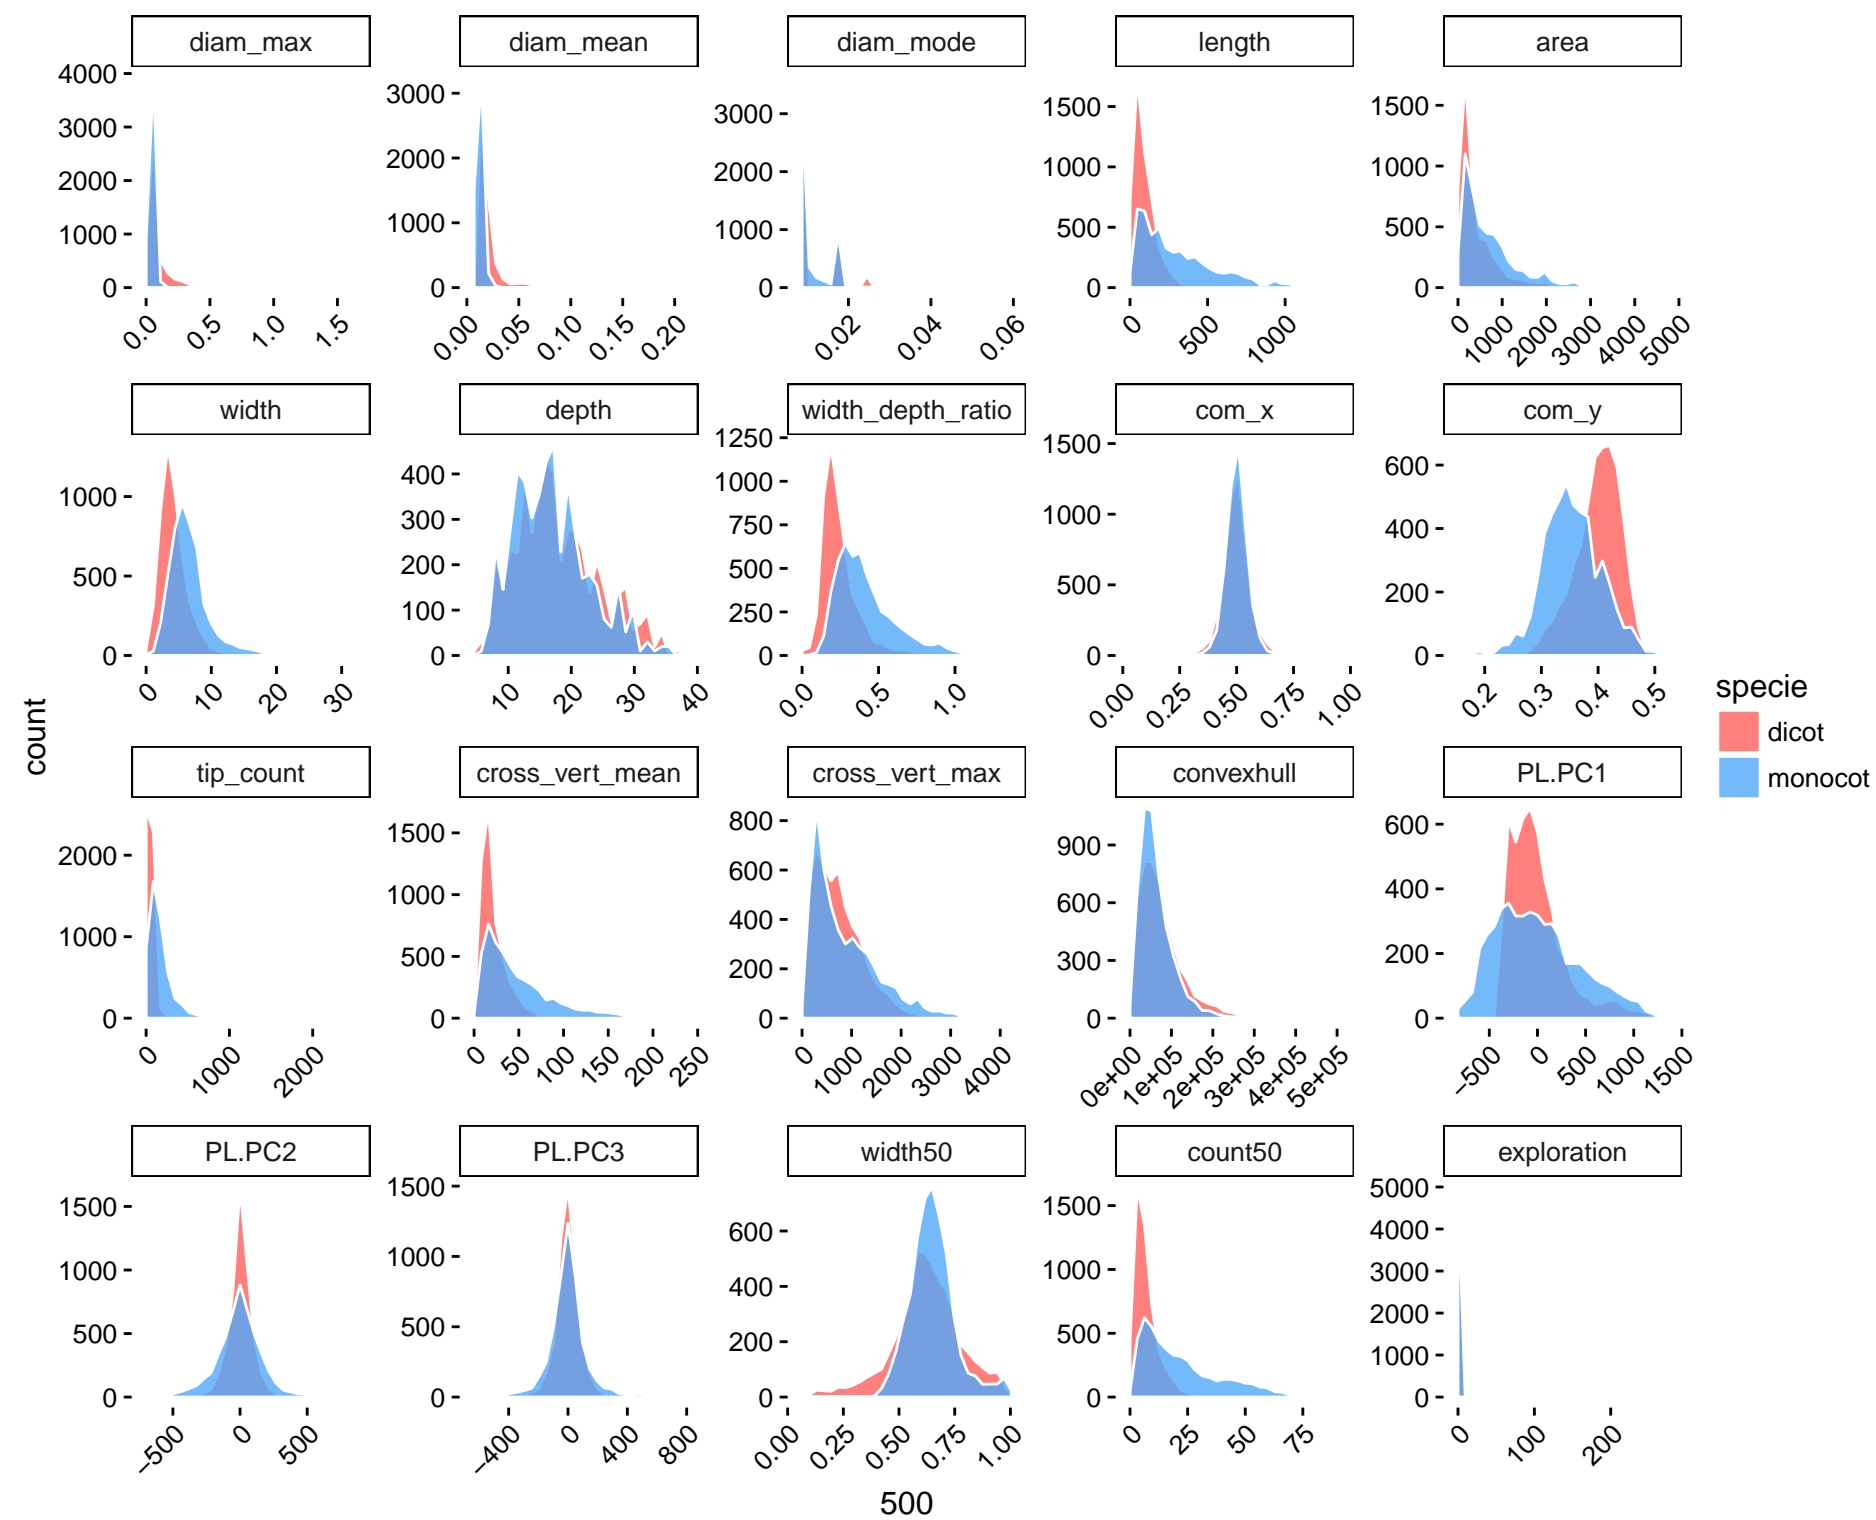 diam_max diam_mean diam_mode length area
4000 3000 2000 1000 0
3000 2000 1000 0
3000 2000 1000 0
1500 1000 500 0
1500 1000 500 0
0.0 0.5 1.0 1.5
0.00 0.05 0.10 0.15 0.20
0.02 0.04 0.06
0 500 1000
0 1000 2000 3000 4000 5000
width depth width_depth_ratio com_x com_y
1000 500 0
400 300 200 100 0
1250 1000 750 500 250 0
1500 1000 500 0
600 400 200 0
0 10 20 30
10 20 30 40
0.0 0.5 1.0
0.00 0.25 0.50 0.75 1.00
0.2 0.3 0.4 0.5
count
specie
dicot
monocot
tip_count cross_vert_mean cross_vert_max convexhull PL.PC1
2000 1000 0
1500 1000 500 0
800 600 400 200 0
900 600 300 0
600 400 200 0
0 1000 2000
0 50 100 150 200 250
0 1000 2000 3000 4000
0e+00 1e+05 2e+05 3e+05 4e+05 5e+05
−500 0 500 1000 1500
PL.PC2 PL.PC3 width50 count50 exploration
1500 1000 500 0
1500 1000 500 0
600 400 200 0
1500 1000 500 0
5000 4000 3000 2000 1000 0
−500 0 500
−400 0 400 800
0.00 0.25 0.50 0.75 1.00
0 25 50 75
0 100 200
500